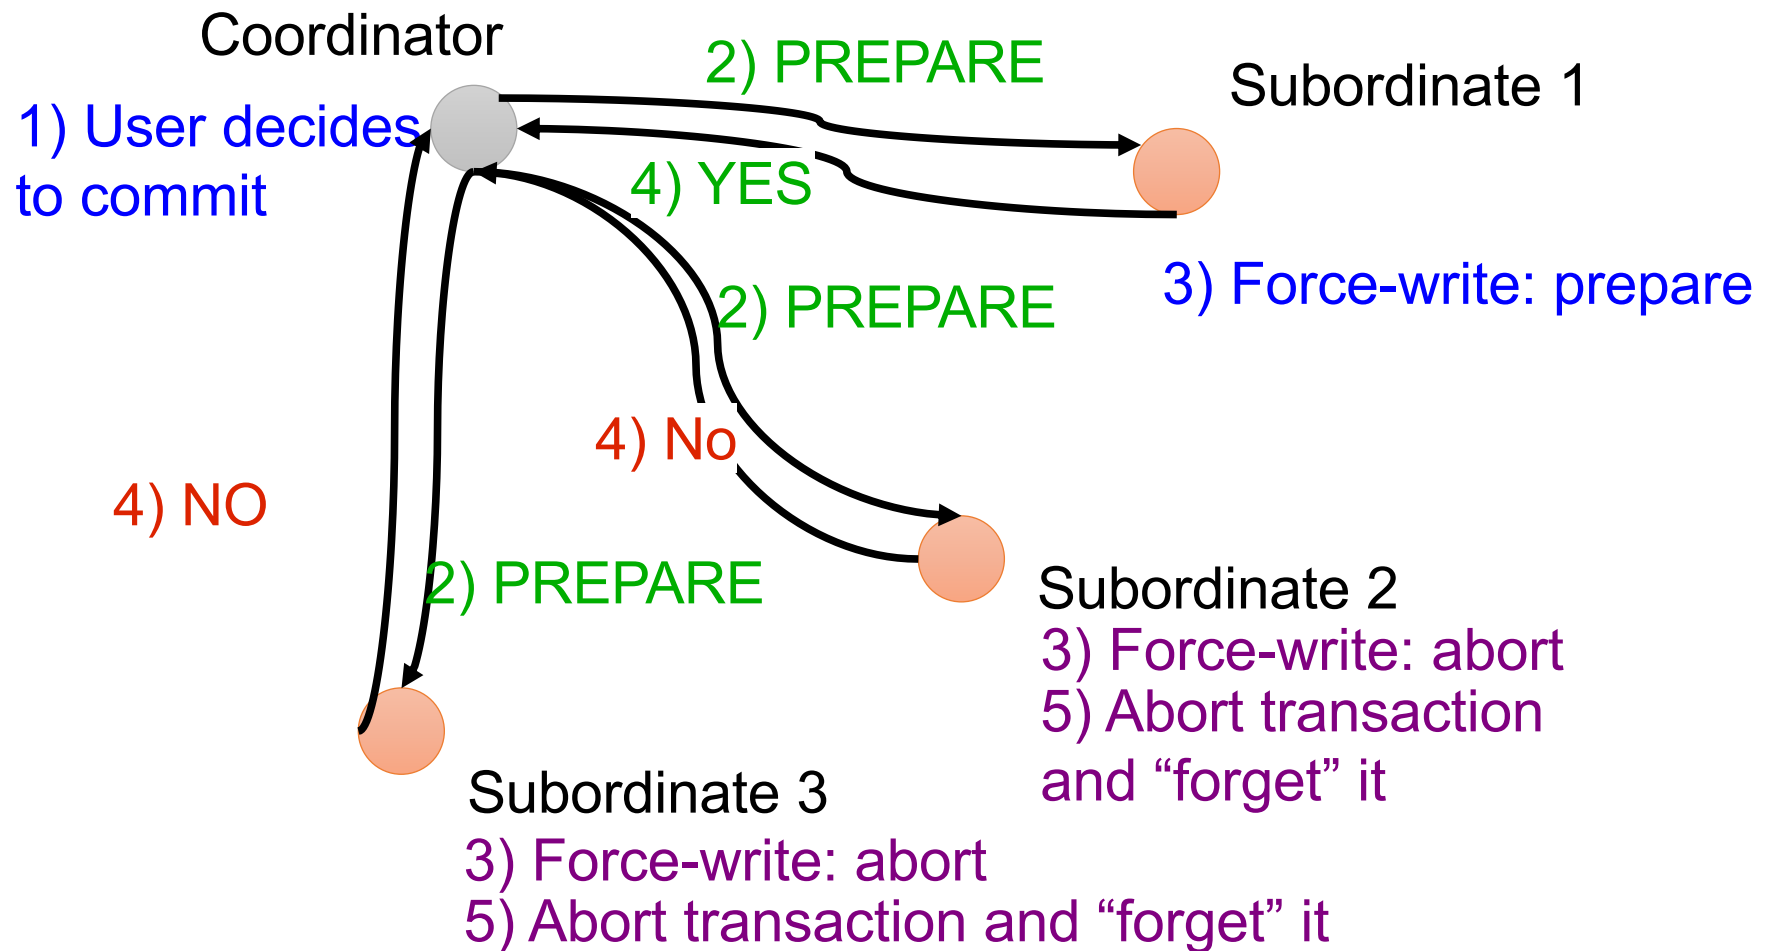 Coordinator
2) PREPARE
Subordinate 1
1) User decides
to commit
4) YES
3) Force-write: prepare
2) PREPARE
4) No
4) NO
2) PREPARE
Subordinate 2
3) Force-write: abort
5) Abort transaction
and “forget” it
Subordinate 3
3) Force-write: abort
5) Abort transaction and “forget” it